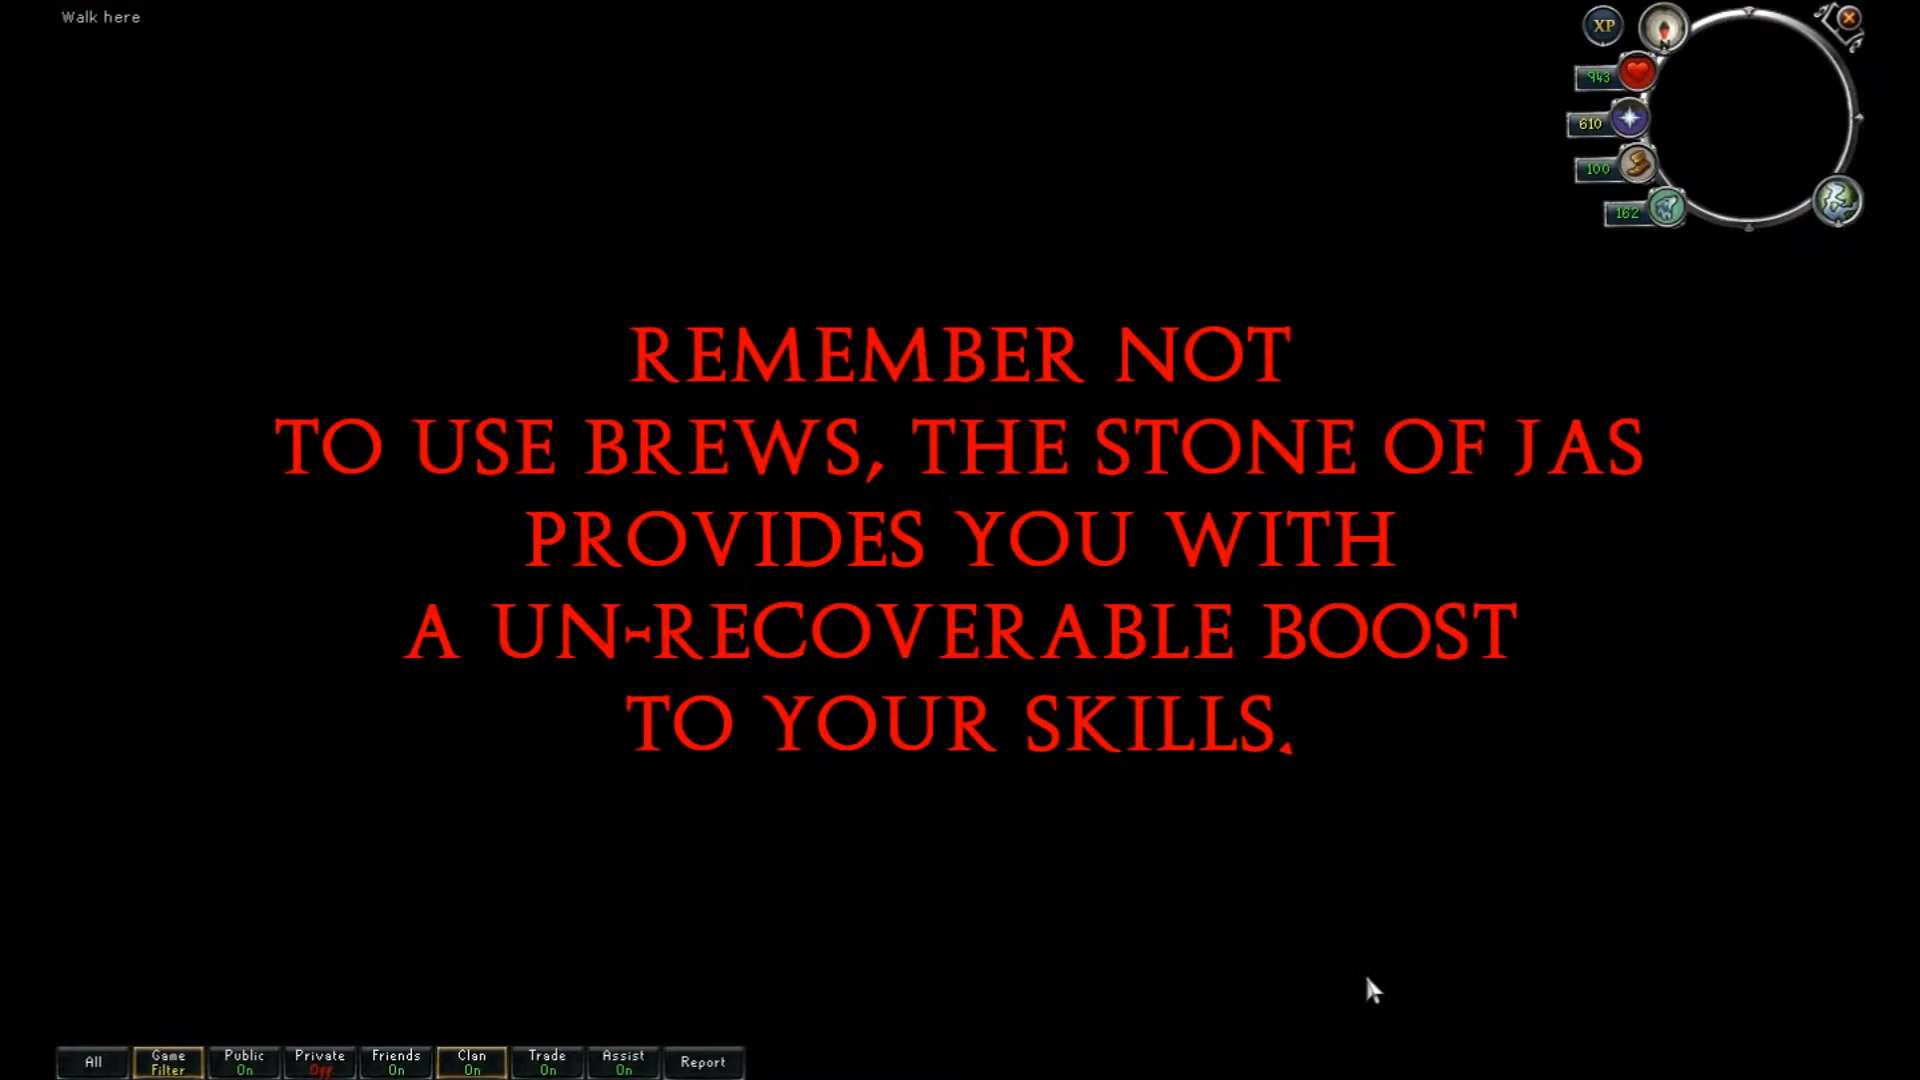 Walk here
XP
N
943
610
100
162
REMEMBER NOT
TO USE BREWS, THE STONE OF JAS
PROVIDES YOU WITH
A UN-RECOVERABLE BOOST
TO YOUR SKILLS.
All
Game
Filter
Public
On
Private
Off
Friends
On
Clan
On
Trade
On
Assist
On
Report